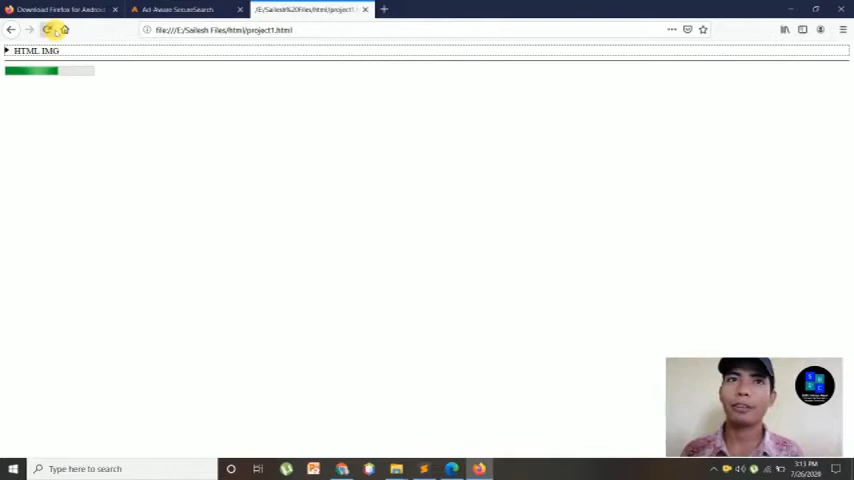 Download Firefox for Android
Ad-Aware SecureSearch
/E:/Sailesh%20Files/html/project1.htm
file:///E:/Sailesh Files/html/project1.html
HTML IMG
Type here to search
3:13 PM
7/26/2020